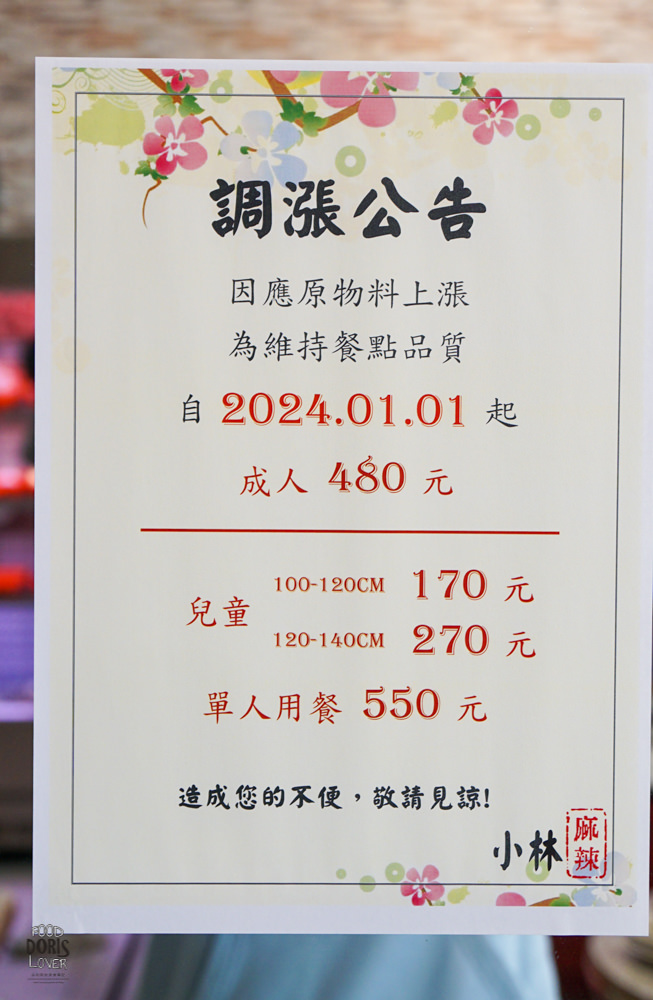 調漲公告
因應原物料上漲
為維持餐點品質
自 2024.01.01 起
成人 480 元
兒童 100-120CM 170 元
120-140CM 270 元
單人用餐 550 元
造成您的不便，敬請見諒!
小林 麻辣
FOOD
DORIS
LOVER